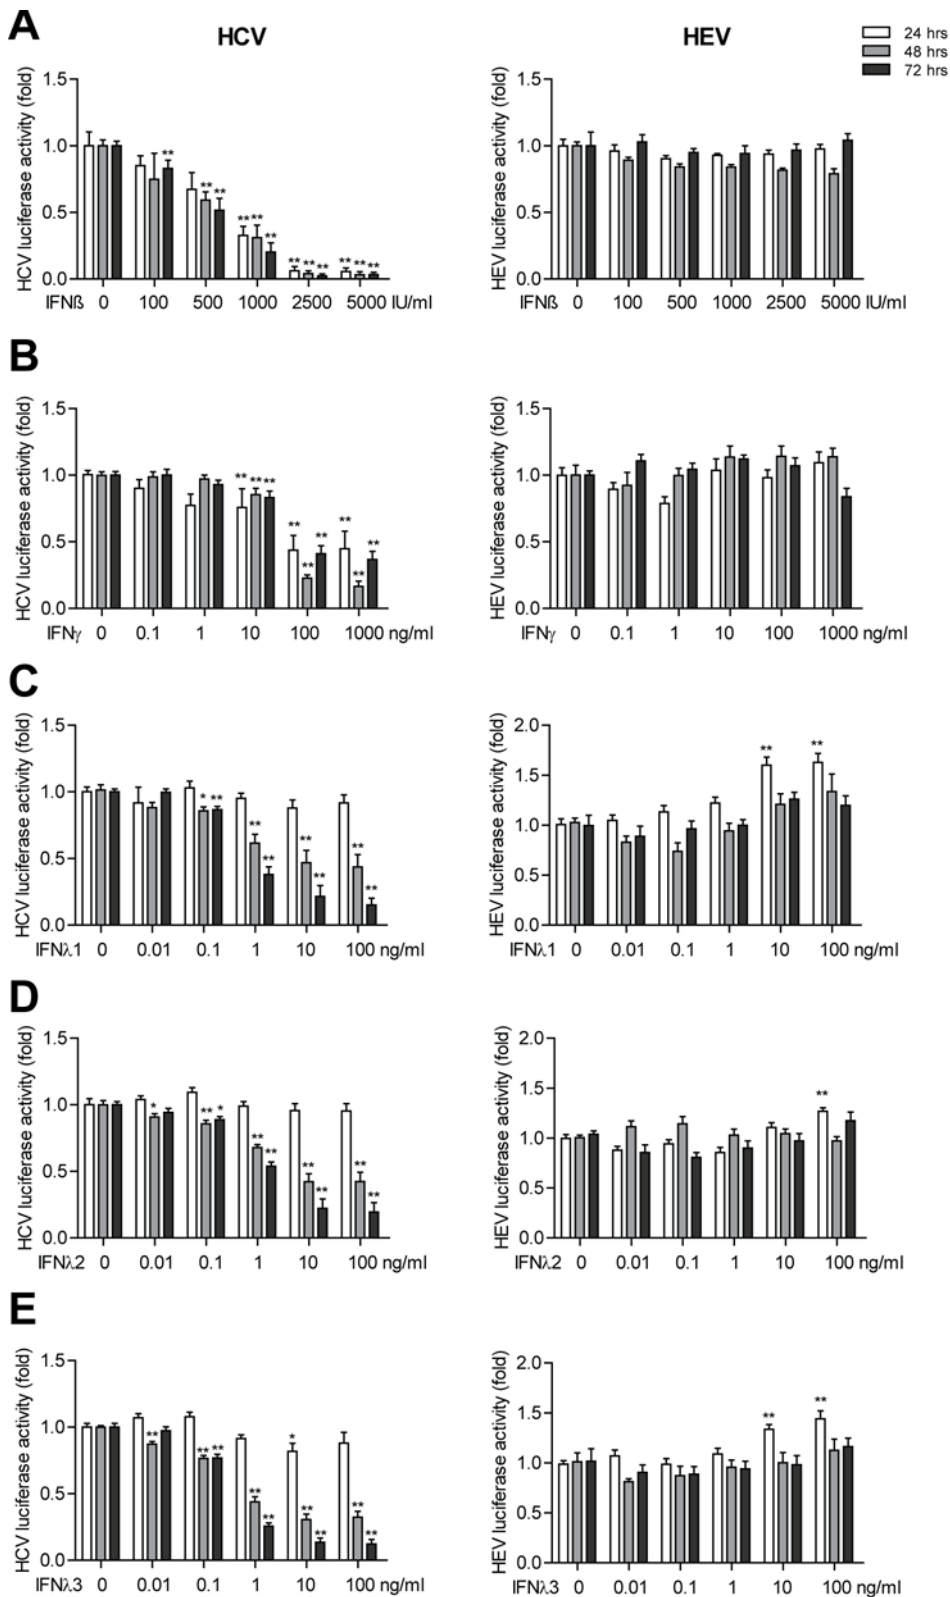 A
HCV
HEV
24 hrs
48 hrs
72 hrs
HCV luciferase activity (fold)
1.5
1.0
0.5
0.0
** ** ** ** ** ** ** ** ** ** ** **
IFNß 0 100 500 1000 2500 5000 IU/ml
HEV luciferase activity (fold)
1.5
1.0
0.5
0.0
IFNß 0 100 500 1000 2500 5000 IU/ml
B
HCV luciferase activity (fold)
1.5
1.0
0.5
0.0
** ** ** ** ** ** ** ** **
IFNγ 0 0.1 1 10 100 1000 ng/ml
HEV luciferase activity (fold)
1.5
1.0
0.5
0.0
IFNγ 0 0.1 1 10 100 1000 ng/ml
C
HCV luciferase activity (fold)
1.5
1.0
0.5
0.0
* ** ** ** ** ** ** **
IFNλ1 0 0.01 0.1 1 10 100 ng/ml
HEV luciferase activity (fold)
2.0
1.5
1.0
0.5
0.0
** **
IFNλ1 0 0.01 0.1 1 10 100 ng/ml
D
HCV luciferase activity (fold)
1.5
1.0
0.5
0.0
* ** * ** ** ** ** ** **
IFNλ2 0 0.01 0.1 1 10 100 ng/ml
HEV luciferase activity (fold)
2.0
1.5
1.0
0.5
0.0
**
IFNλ2 0 0.01 0.1 1 10 100 ng/ml
E
HCV luciferase activity (fold)
1.5
1.0
0.5
0.0
** ** ** ** ** * ** ** ** **
IFNλ3 0 0.01 0.1 1 10 100 ng/ml
HEV luciferase activity (fold)
2.0
1.5
1.0
0.5
0.0
** **
IFNλ3 0 0.01 0.1 1 10 100 ng/ml